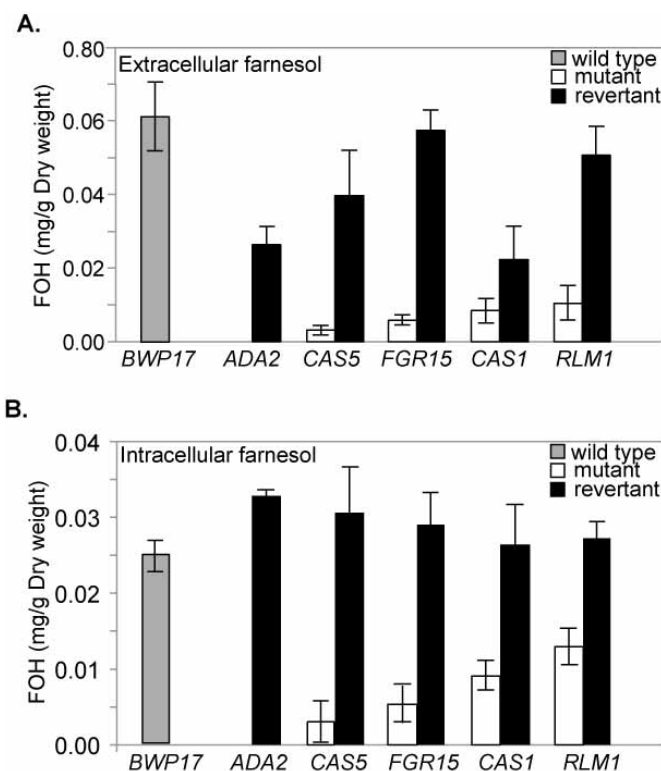 A.
0.80
Extracellular farnesol
wild type
mutant
revertant
0.06
0.04
0.02
0.00
FOH (mg/g Dry weight)
BWP17 ADA2 CAS5 FGR15 CAS1 RLM1
B.
0.04
Intracellular farnesol
wild type
mutant
revertant
0.03
0.02
0.01
0.00
FOH (mg/g Dry weight)
BWP17 ADA2 CAS5 FGR15 CAS1 RLM1